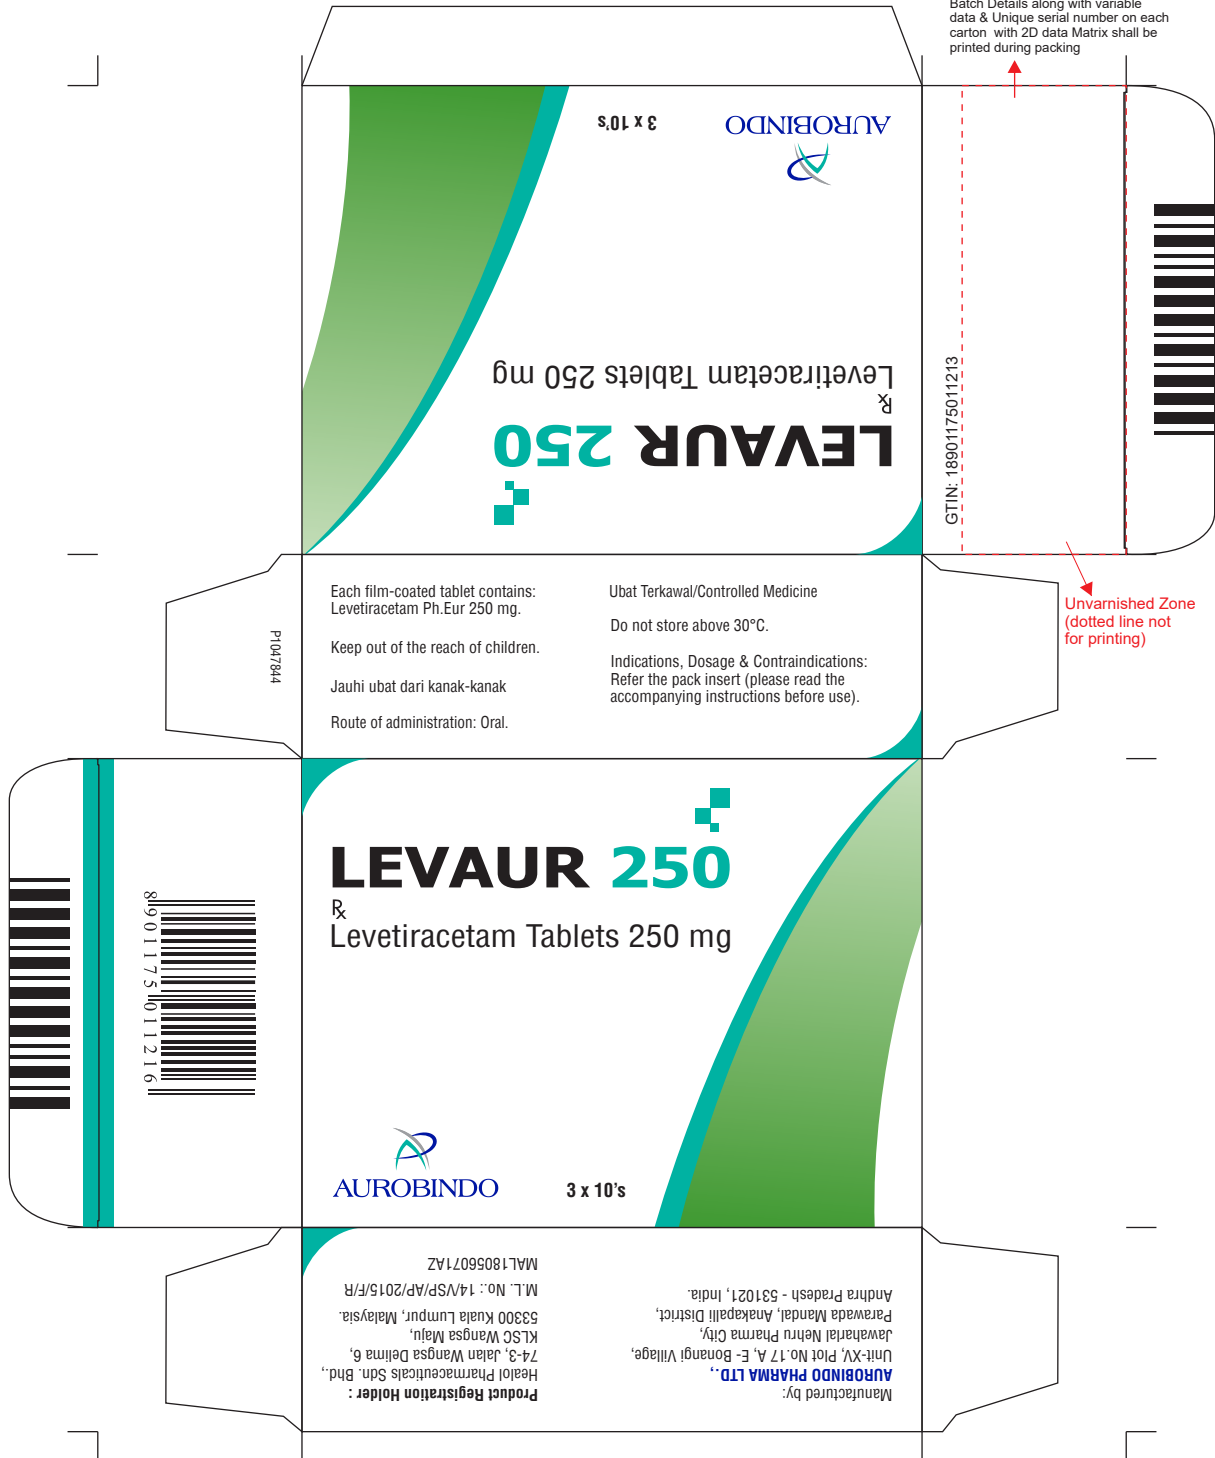 Batch Details along with variable
data & Unique serial number on each
carton with 2D data Matrix shall be
printed during packing
3 x 10's
AUROBINDO
Levetiracetam Tablets 250 mg
Rx
LEVAUR 250
GTIN: 18901175011213
Unvarnished Zone
(dotted line not
for printing)
P1047844
Each film-coated tablet contains:
Levetiracetam Ph.Eur 250 mg.
Keep out of the reach of children.
Jauhi ubat dari kanak-kanak
Route of administration: Oral.
Ubat Terkawal/Controlled Medicine
Do not store above 30°C.
Indications, Dosage & Contraindications:
Refer the pack insert (please read the
accompanying instructions before use).
LEVAUR 250
Rx
Levetiracetam Tablets 250 mg
8901175011216
AUROBINDO
3 x 10’s
Manufactured by:
AUROBINDO PHARMA LTD.,
Unit-XV, Plot No.17 A, E- Bonangi Village,
Jawaharlal Nehru Pharma City,
Parawada Mandal, Anakapalli District,
Andhra Pradesh - 531021, India.
Product Registration Holder :
Healol Pharmaceuticals Sdn. Bhd.,
74-3, Jalan Wangsa Delima 6,
KLSC Wangsa Maju,
53300 Kuala Lumpur, Malaysia.
M.L. No.: 14/VSP/AP/2015/F/R
MAL18056071AZ